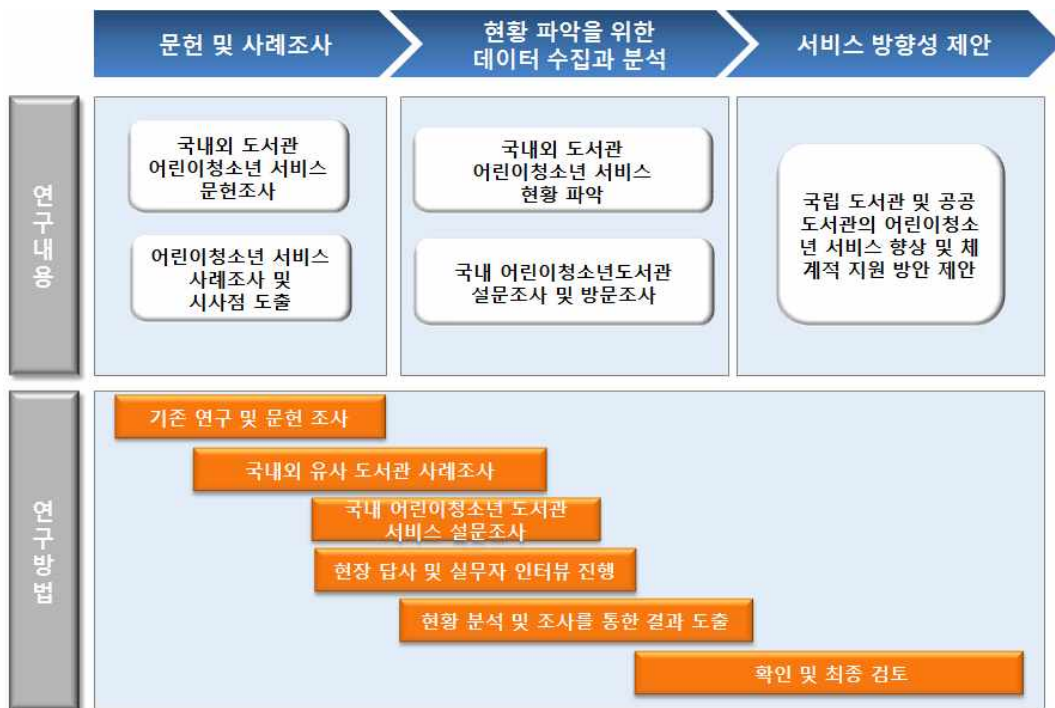 문헌 및 사례조사
현황 파악을 위한
데이터 수집과 분석
서비스 방향성 제안
연구내용
국내외 도서관
어린이청소년 서비스
문헌조사
어린이청소년 서비스
사례조사 및
시사점 도출
국내외 도서관
어린이청소년 서비스
현황 파악
국내 어린이청소년도서관
설문조사 및 방문조사
국립 도서관 및 공공
도서관의 어린이청소
년 서비스 향상 및 체
계적 지원 방안 제안
연구방법
기존 연구 및 문헌 조사
국내외 유사 도서관 사례조사
국내 어린이청소년 도서관
서비스 설문조사
현장 답사 및 실무자 인터뷰 진행
현황 분석 및 조사를 통한 결과 도출
확인 및 최종 검토